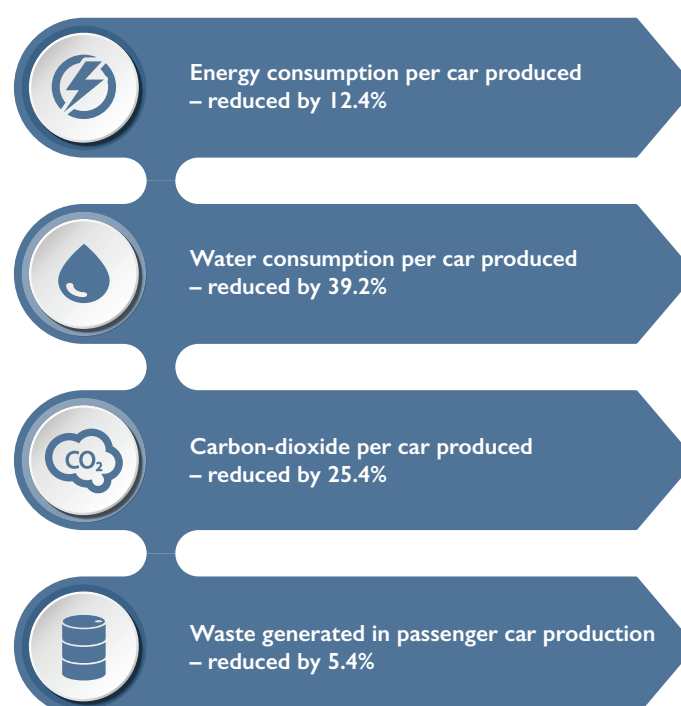 Energy consumption per car produced
– reduced by 12.4%
Water consumption per car produced
– reduced by 39.2%
CO₂
Carbon-dioxide per car produced
– reduced by 25.4%
Waste generated in passenger car production
– reduced by 5.4%